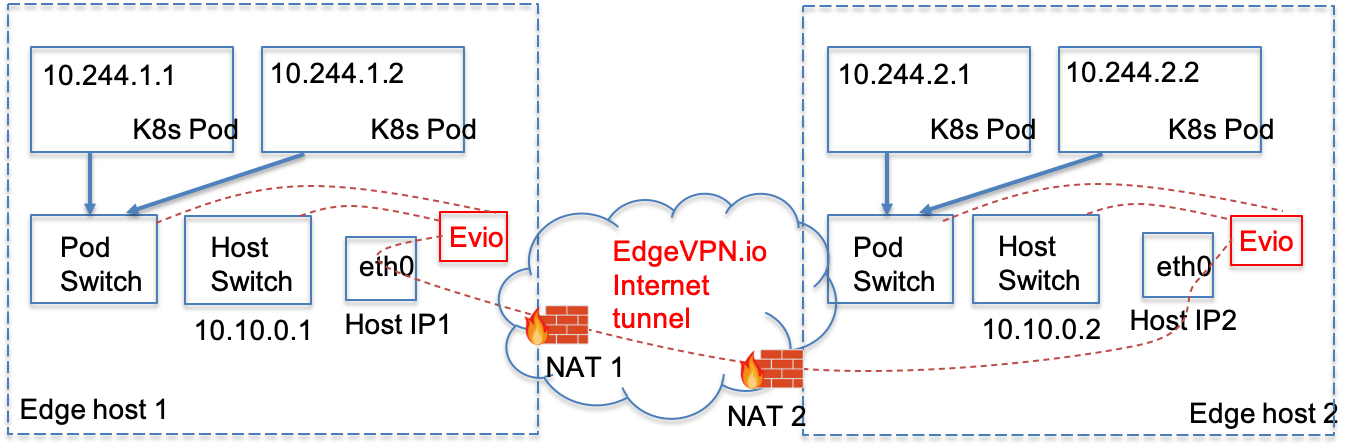 10.244.1.1
K8s Pod
10.244.1.2
K8s Pod
Pod
Switch
Host
Switch
10.10.0.1
eth0
Host IP1
Evio
Edge host 1
EdgeVPN.io
Internet
tunnel
NAT 1
NAT 2
10.244.2.1
K8s Pod
10.244.2.2
K8s Pod
Pod
Switch
Host
Switch
10.10.0.2
eth0
Host IP2
Evio
Edge host 2